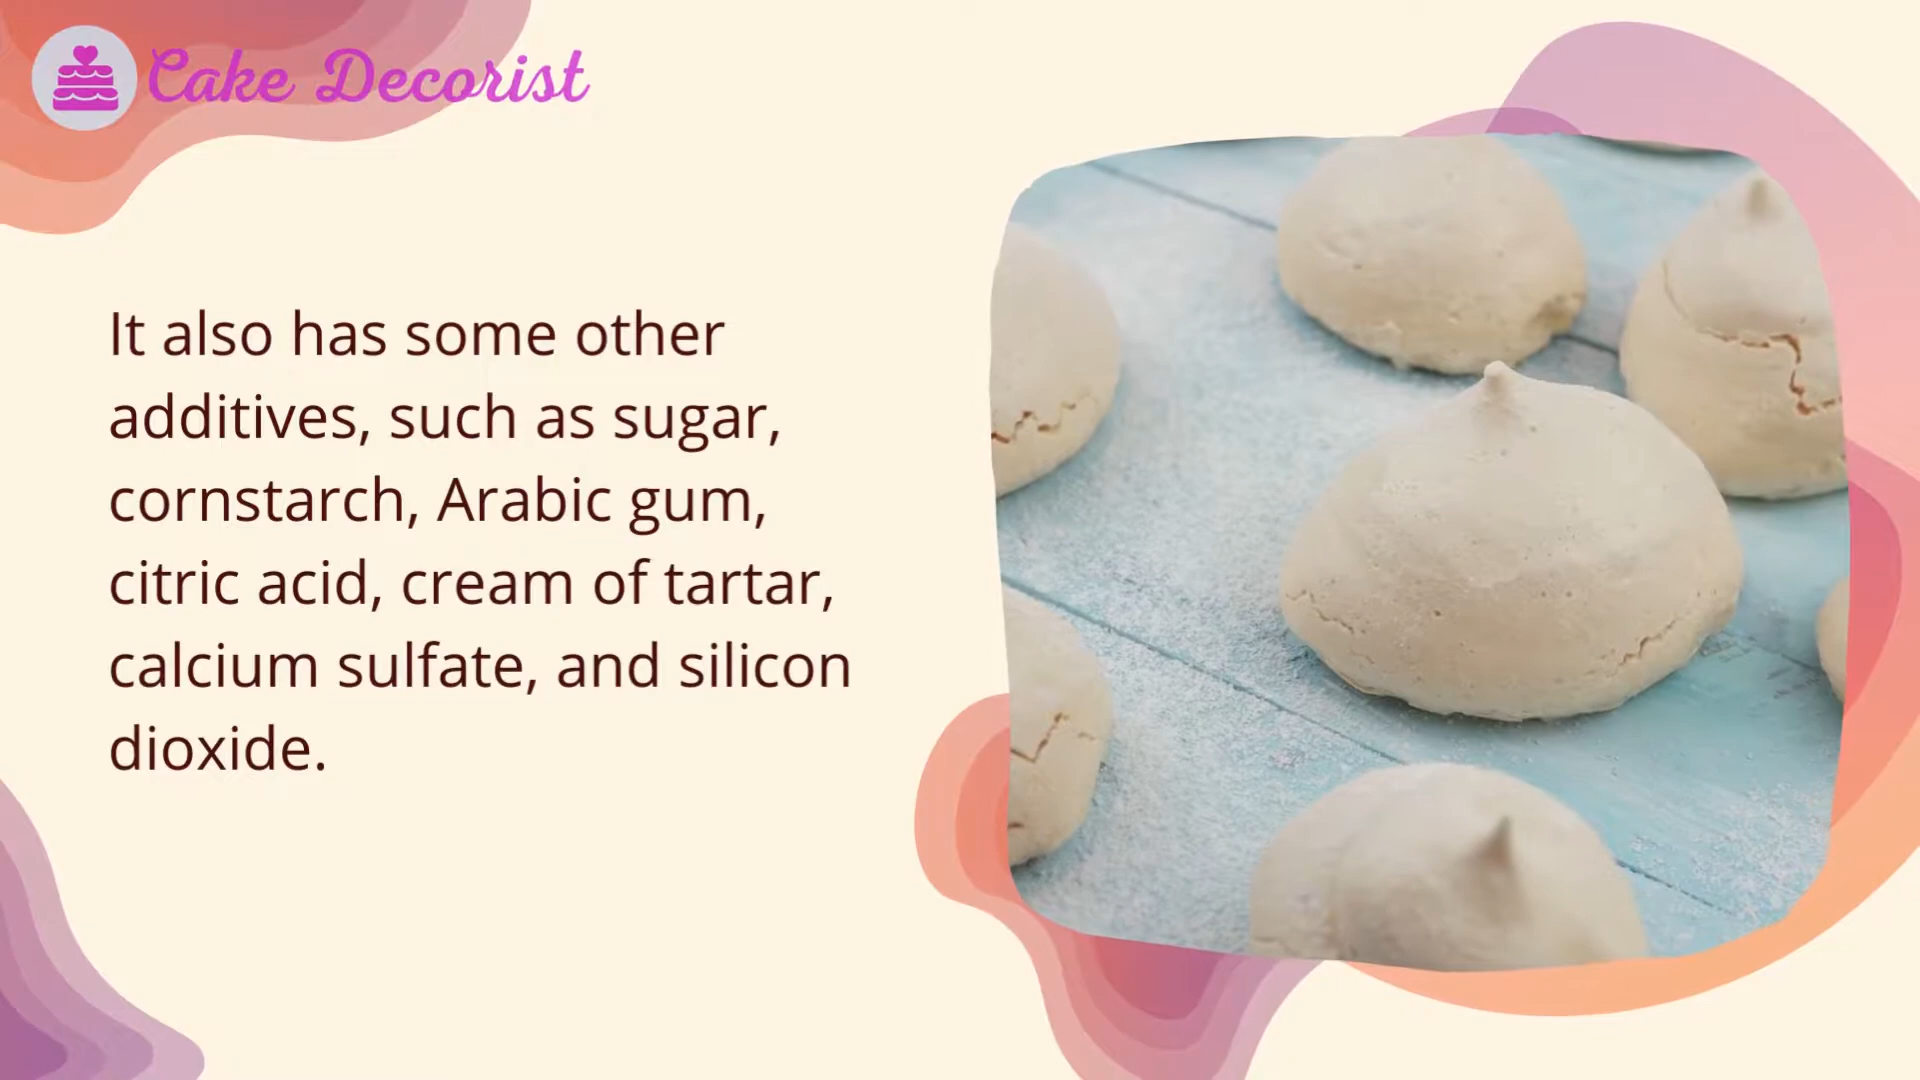 Cake Decorist
It also has some other
additives, such as sugar,
cornstarch, Arabic gum,
citric acid, cream of tartar,
calcium sulfate, and silicon
dioxide.